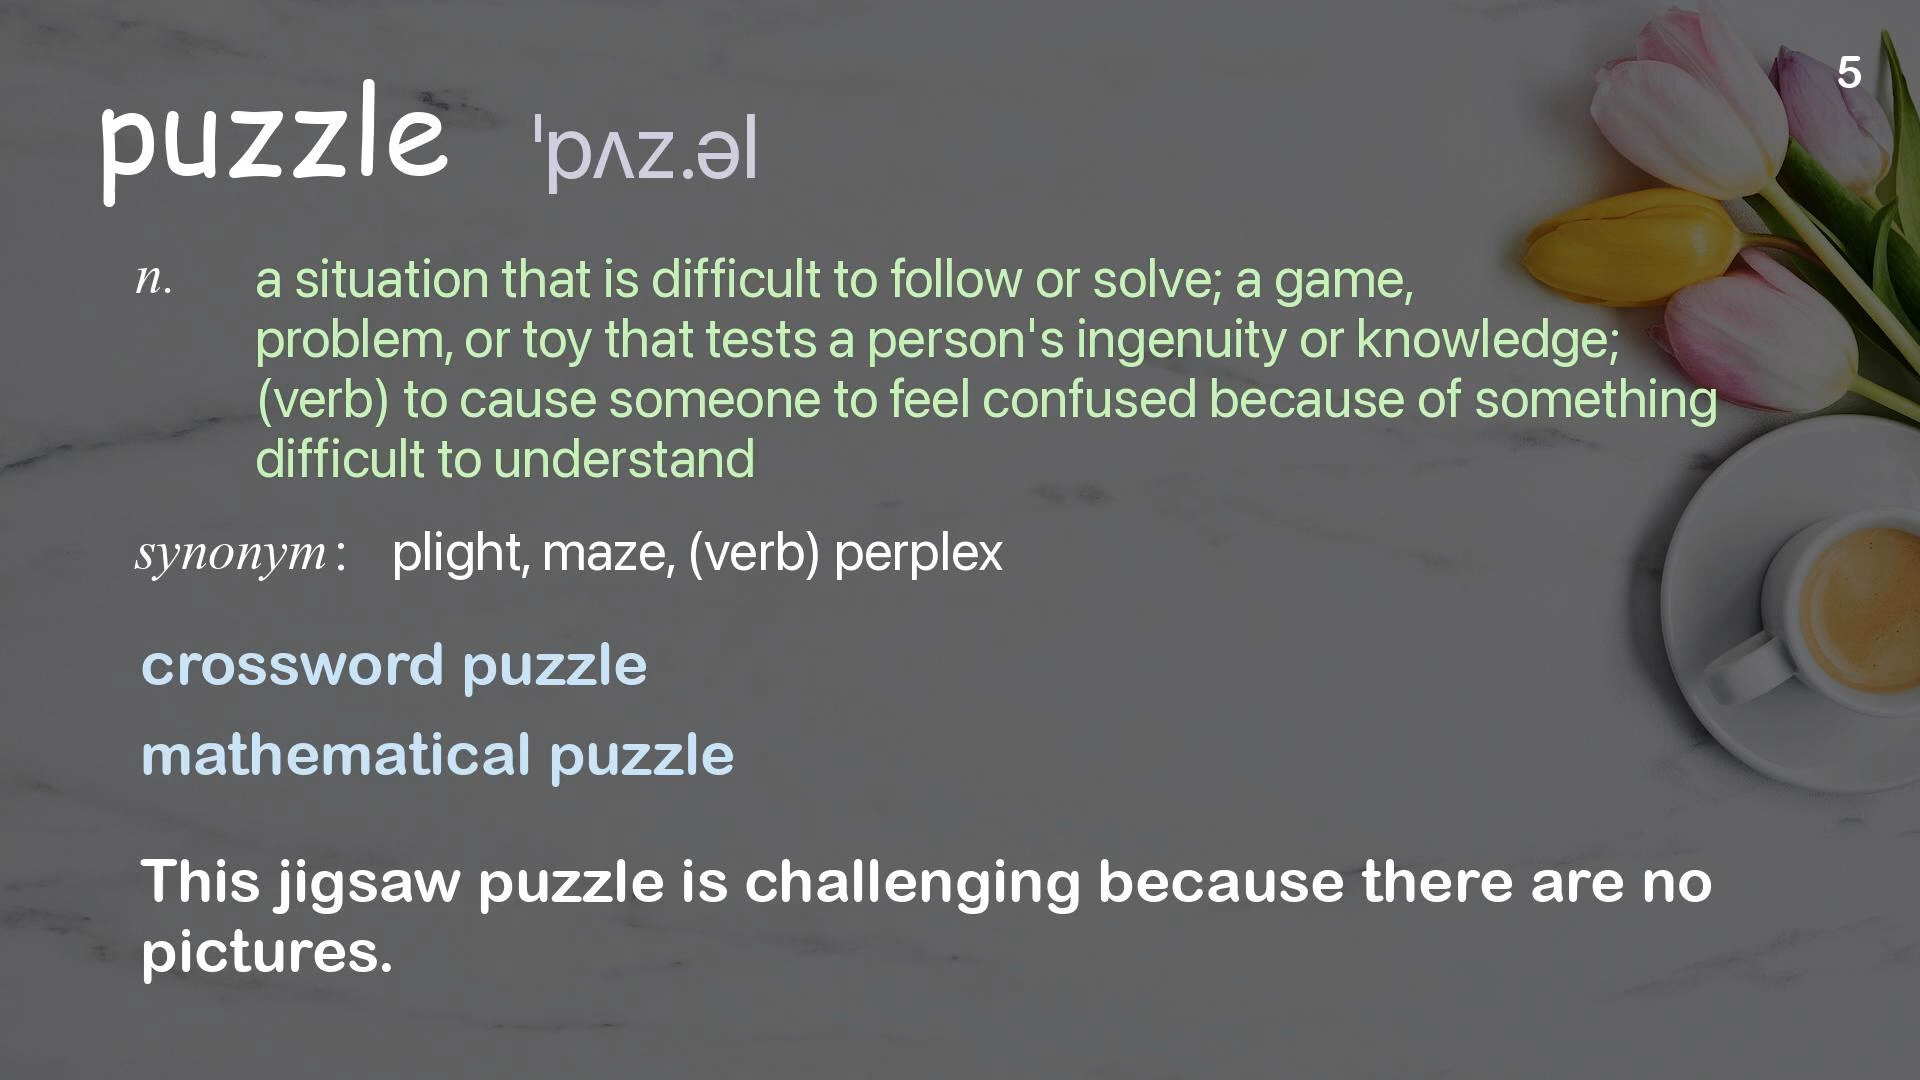 5
puzzle ˈpʌz.əl
n. a situation that is difficult to follow or solve; a game,
problem, or toy that tests a person's ingenuity or knowledge;
(verb) to cause someone to feel confused because of something
difficult to understand
synonym: plight, maze, (verb) perplex
crossword puzzle
mathematical puzzle
This jigsaw puzzle is challenging because there are no
pictures.